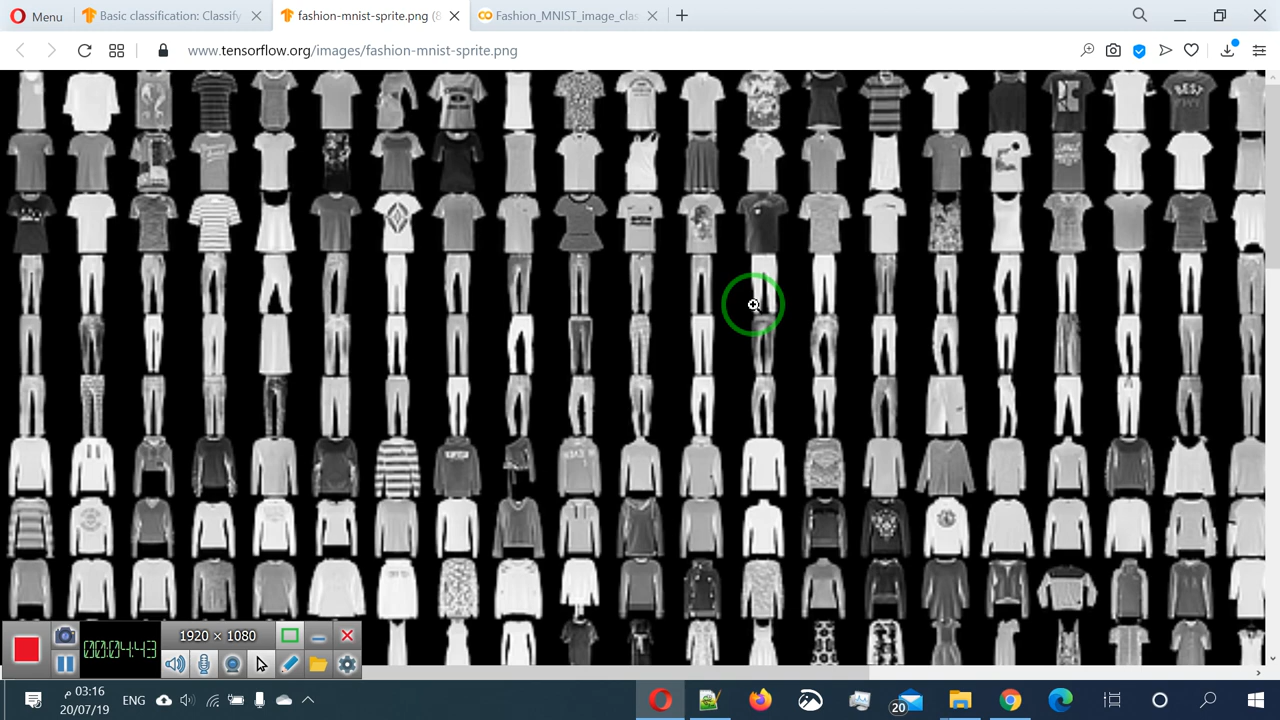 Menu
Basic classification: Classify
fashion-mnist-sprite.png (8
Fashion_MNIST_image_clas
www.tensorflow.org/images/fashion-mnist-sprite.png
BEST
00:04:43
1920 × 1080
03:16 م
20/07/19
ENG
20